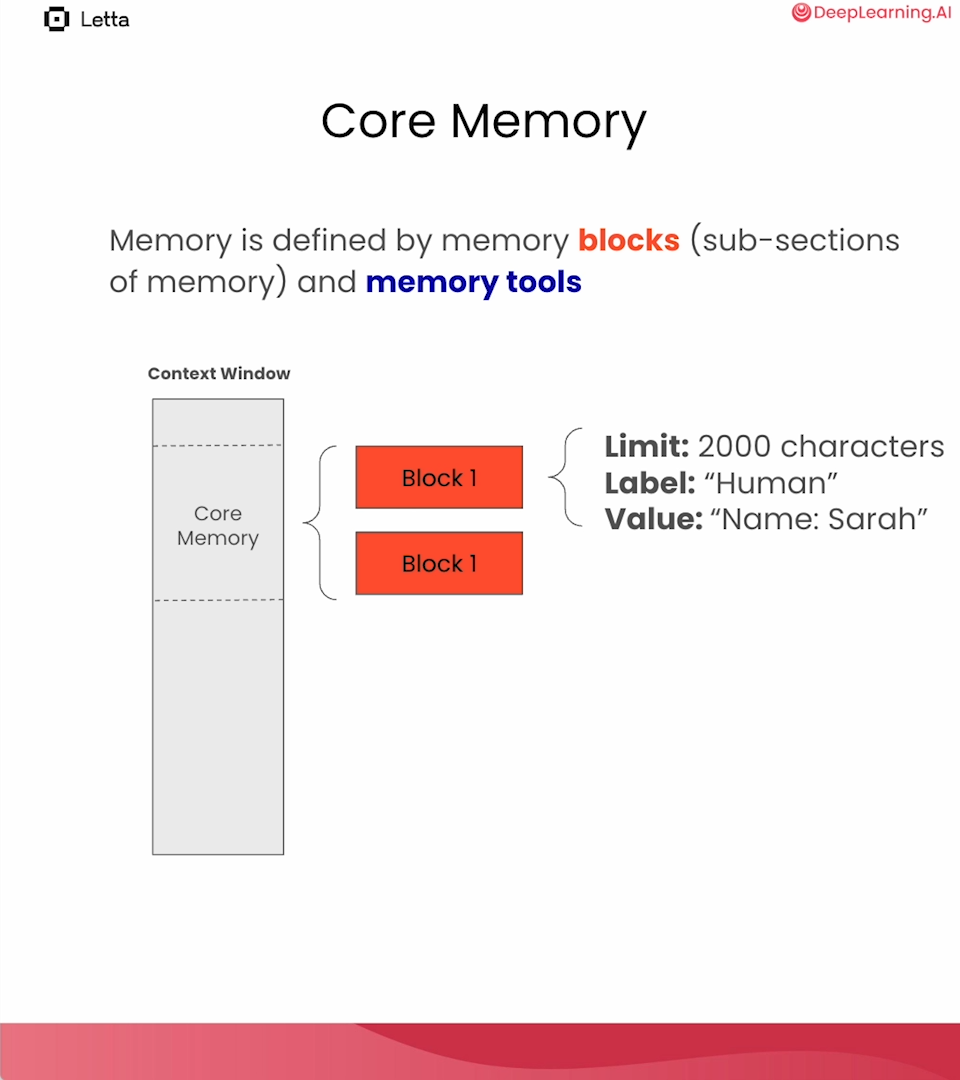 Letta
DeepLearning.AI
Core Memory
Memory is defined by memory blocks (sub-sections
of memory) and memory tools
Context Window
Core
Memory
Block 1
Block 1
Limit: 2000 characters
Label: “Human”
Value: “Name: Sarah”